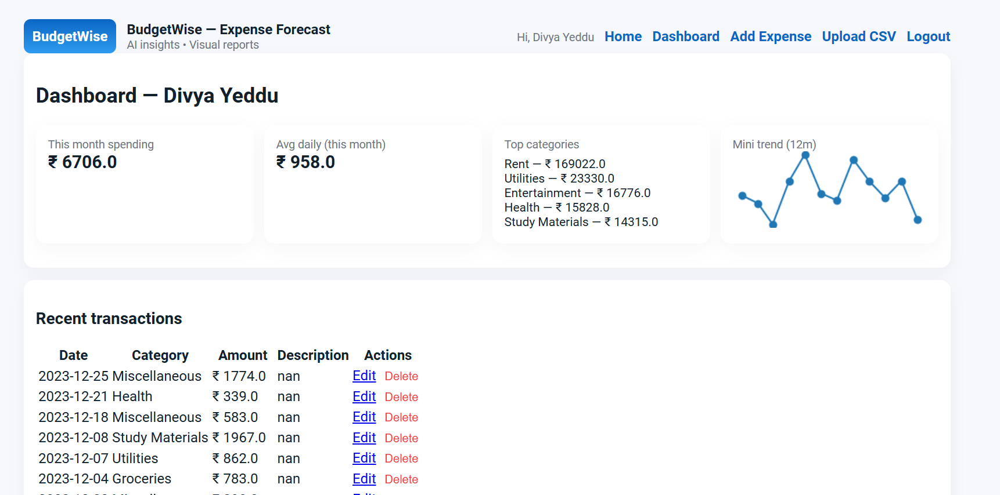 BudgetWise
BudgetWise — Expense Forecast
AI insights • Visual reports
Hi, Divya Yeddu Home Dashboard Add Expense Upload CSV Logout
Dashboard — Divya Yeddu
This month spending
₹ 6706.0
Avg daily (this month)
₹ 958.0
Top categories
Rent — ₹ 169022.0
Utilities — ₹ 23330.0
Entertainment — ₹ 16776.0
Health — ₹ 15828.0
Study Materials — ₹ 14315.0
Mini trend (12m)
Recent transactions
Date Category Amount Description Actions
2023-12-25 Miscellaneous ₹ 1774.0 nan Edit Delete
2023-12-21 Health ₹ 339.0 nan Edit Delete
2023-12-18 Miscellaneous ₹ 583.0 nan Edit Delete
2023-12-08 Study Materials ₹ 1967.0 nan Edit Delete
2023-12-07 Utilities ₹ 862.0 nan Edit Delete
2023-12-04 Groceries ₹ 783.0 nan Edit Delete